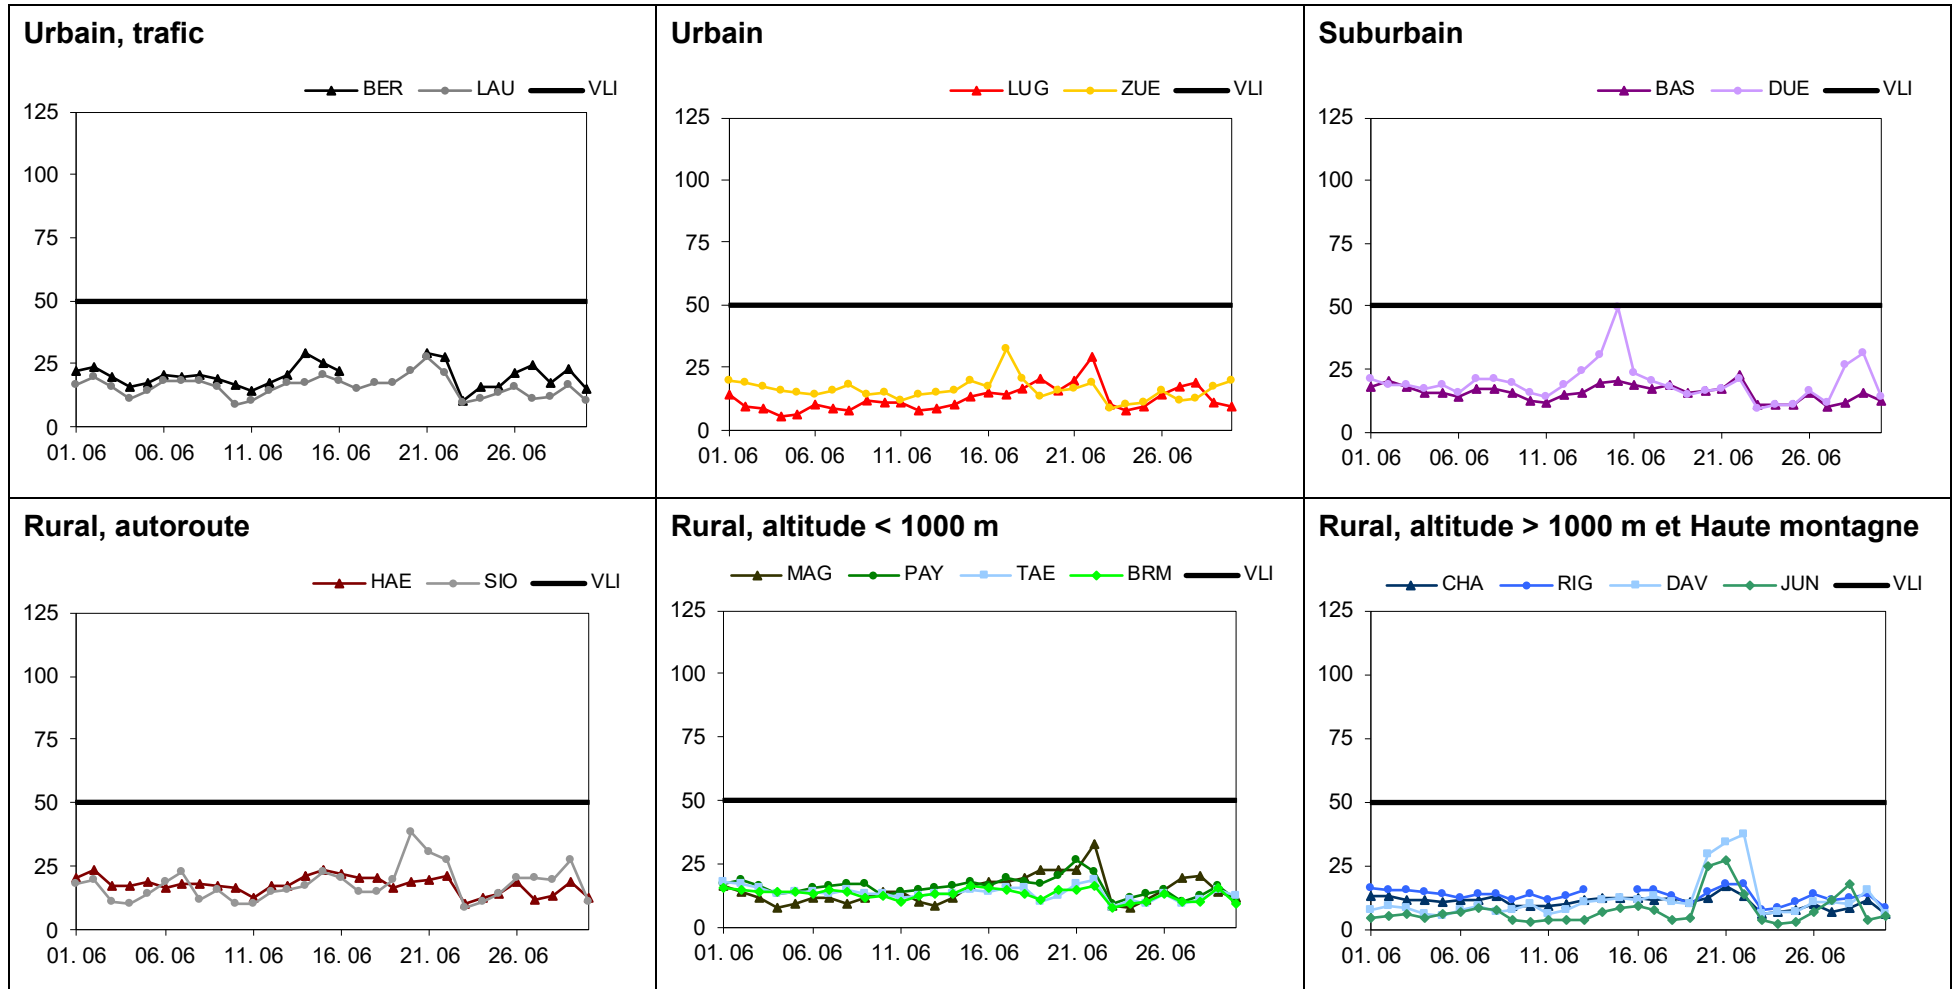 Urbain, trafic
BER LAU VLI
125
100
75
50
25
0
01. 06 06. 06 11. 06 16. 06 21. 06 26. 06
Urbain
LUG ZUE VLI
125
100
75
50
25
0
01. 06 06. 06 11. 06 16. 06 21. 06 26. 06
Suburbain
BAS DUE VLI
125
100
75
50
25
0
01. 06 06. 06 11. 06 16. 06 21. 06 26. 06
Rural, autoroute
HAE SIO VLI
125
100
75
50
25
0
01. 06 06. 06 11. 06 16. 06 21. 06 26. 06
Rural, altitude < 1000 m
MAG PAY TAE BRM VLI
125
100
75
50
25
0
01. 06 06. 06 11. 06 16. 06 21. 06 26. 06
Rural, altitude > 1000 m et Haute montagne
CHA RIG DAV JUN VLI
125
100
75
50
25
0
01. 06 06. 06 11. 06 16. 06 21. 06 26. 06